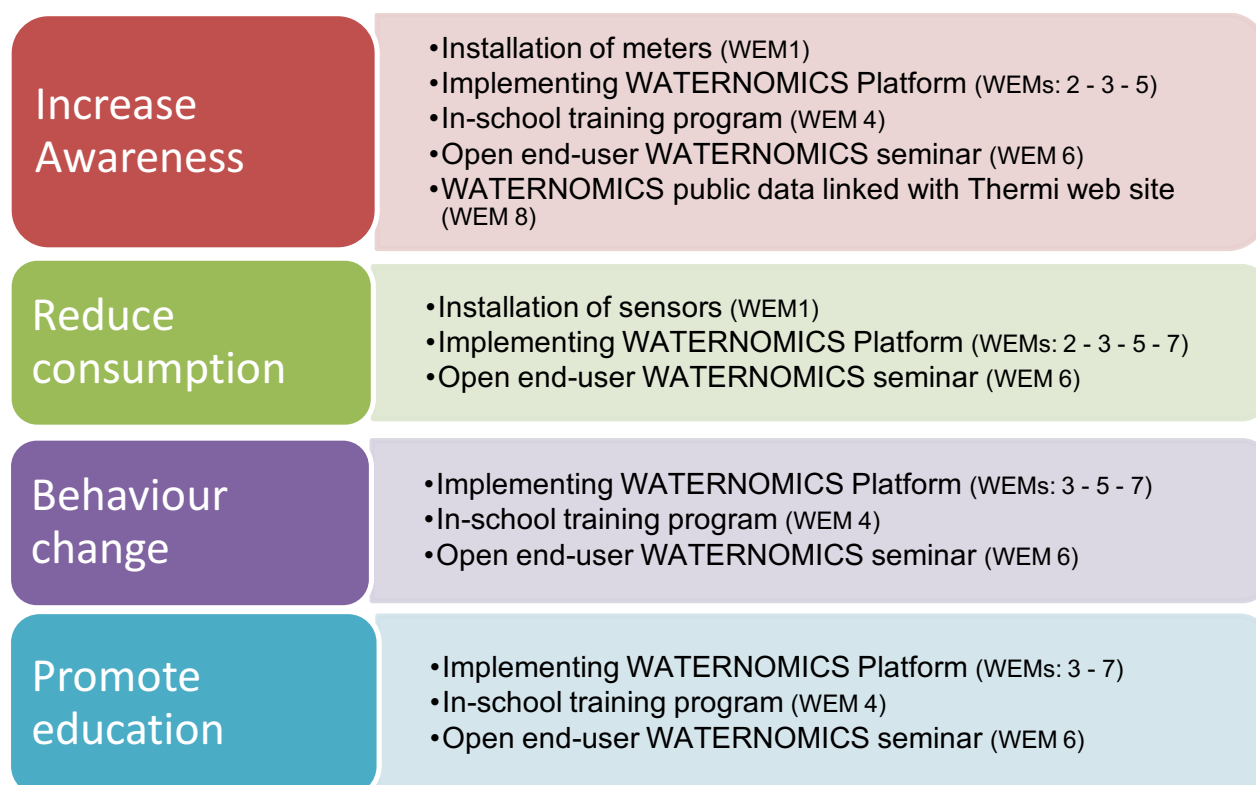 Increase
Awareness
•Installation of meters (WEM1)
•Implementing WATERNOMICS Platform (WEMs: 2 - 3 - 5)
•In-school training program (WEM 4)
•Open end-user WATERNOMICS seminar (WEM 6)
•WATERNOMICS public data linked with Thermi web site
(WEM 8)
Reduce
consumption
•Installation of sensors (WEM1)
•Implementing WATERNOMICS Platform (WEMs: 2 - 3 - 5 - 7)
•Open end-user WATERNOMICS seminar (WEM 6)
Behaviour
change
•Implementing WATERNOMICS Platform (WEMs: 3 - 5 - 7)
•In-school training program (WEM 4)
•Open end-user WATERNOMICS seminar (WEM 6)
Promote
education
•Implementing WATERNOMICS Platform (WEMs: 3 - 7)
•In-school training program (WEM 4)
•Open end-user WATERNOMICS seminar (WEM 6)